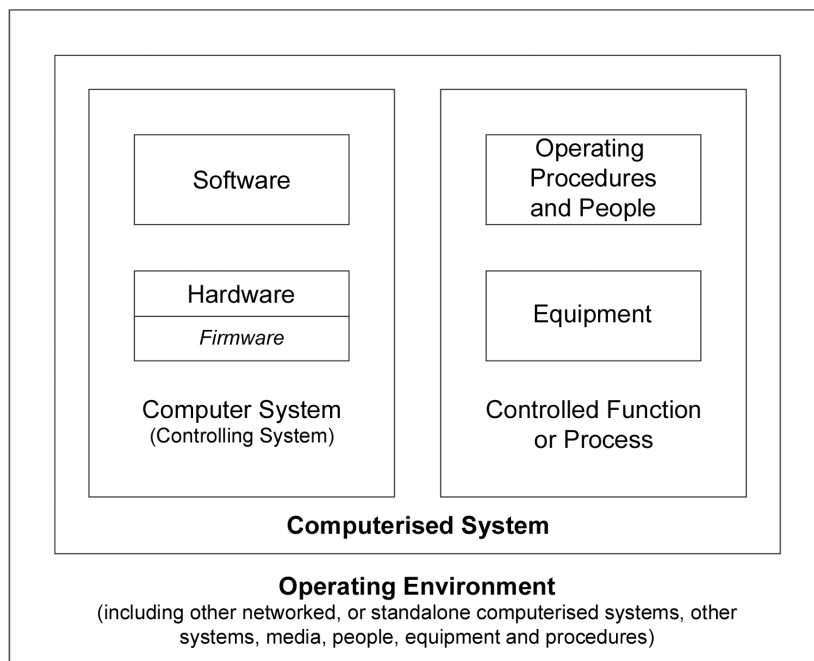 Software
Hardware
Firmware
Computer System
(Controlling System)
Operating
Procedures
and People
Equipment
Controlled Function
or Process
Computerised System
Operating Environment
(including other networked, or standalone computerised systems, other
systems, media, people, equipment and procedures)